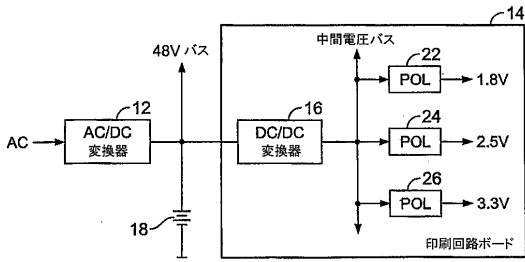 14
48V バス
中間電圧バス
22
POL
1.8V
12
16
24
AC
AC/DC
変換器
DC/DC
変換器
POL
2.5V
26
POL
3.3V
18
印刷回路ボード